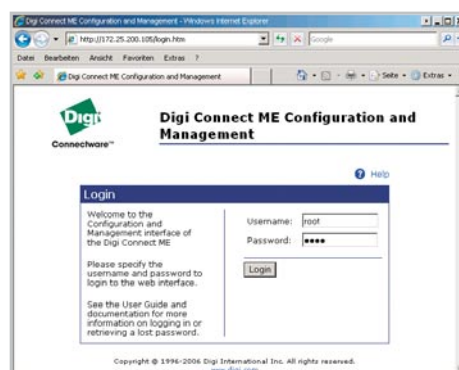 Digi Connect ME Configuration and Management - Windows Internet Explorer
http://172.25.200.105/login.htm
Google
Datei Bearbeiten Ansicht Favoriten Extras ?
Digi Connect ME Configuration and Management
Seite
Extras
Digi
Connectware™
Digi Connect ME Configuration and
Management
Help
Login
Welcome to the
Configuration and
Management interface of
the Digi Connect ME
Please specify the
username and password to
login to the web interface.
See the User Guide and
documentation for more
information on logging in or
retrieving a lost password.
Username: root
Password: ●●●●
Login
Copyright © 1996-2006 Digi International Inc. All rights reserved.
www.digi.com